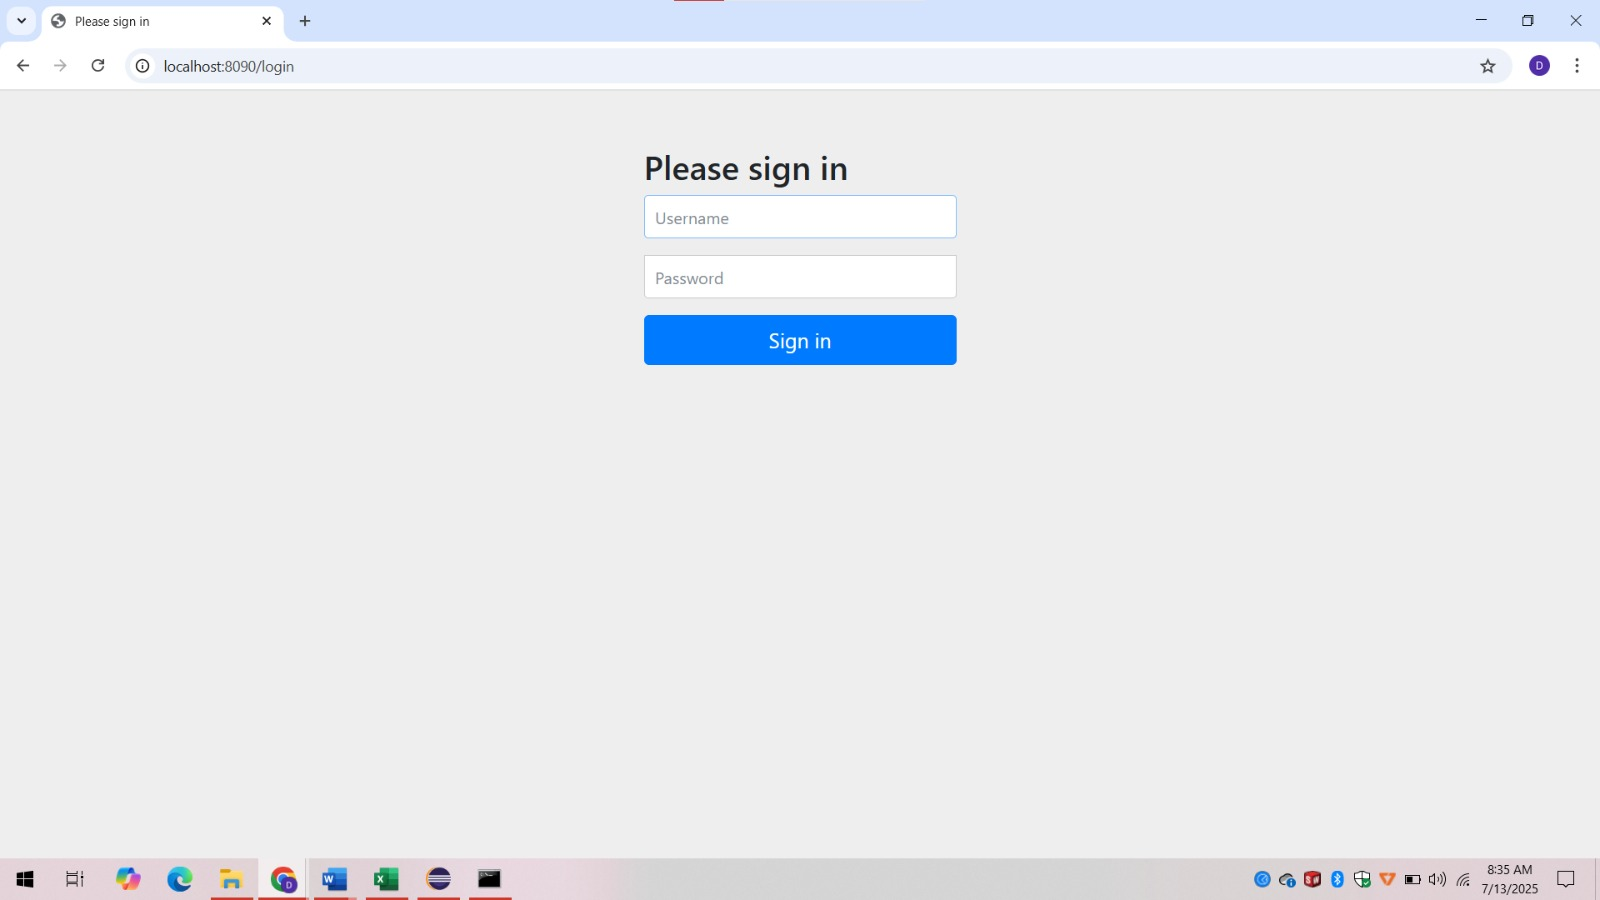 Please sign in
localhost:8090/login
D
Please sign in
Username
Password
Sign in
8:35 AM
7/13/2025